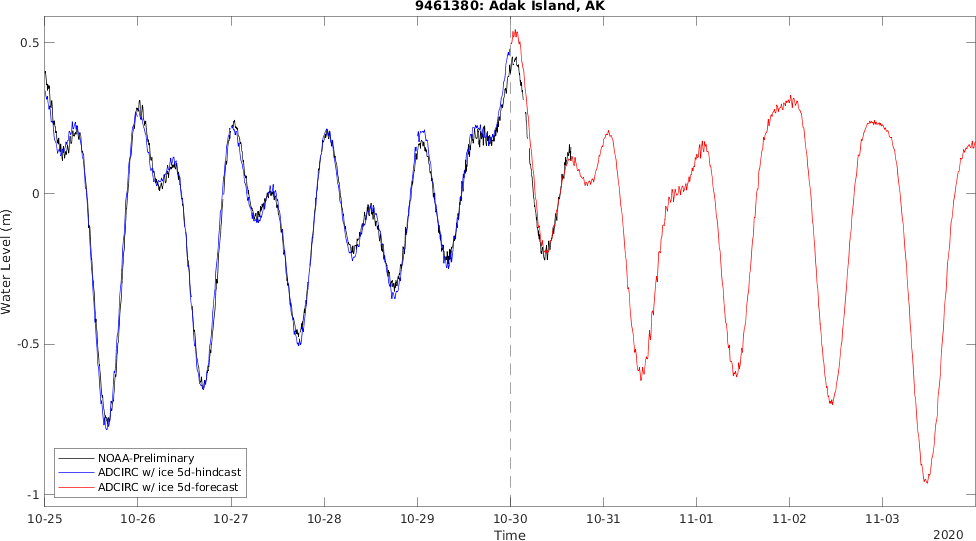 9461380: Adak Island, AK
Water Level (m)
0.5
0
-0.5
-1
NOAA-Preliminary
ADCIRC w/ ice 5d-hindcast
ADCIRC w/ ice 5d-forecast
10-25 10-26 10-27 10-28 10-29 10-30 10-31 11-01 11-02 11-03
Time
2020